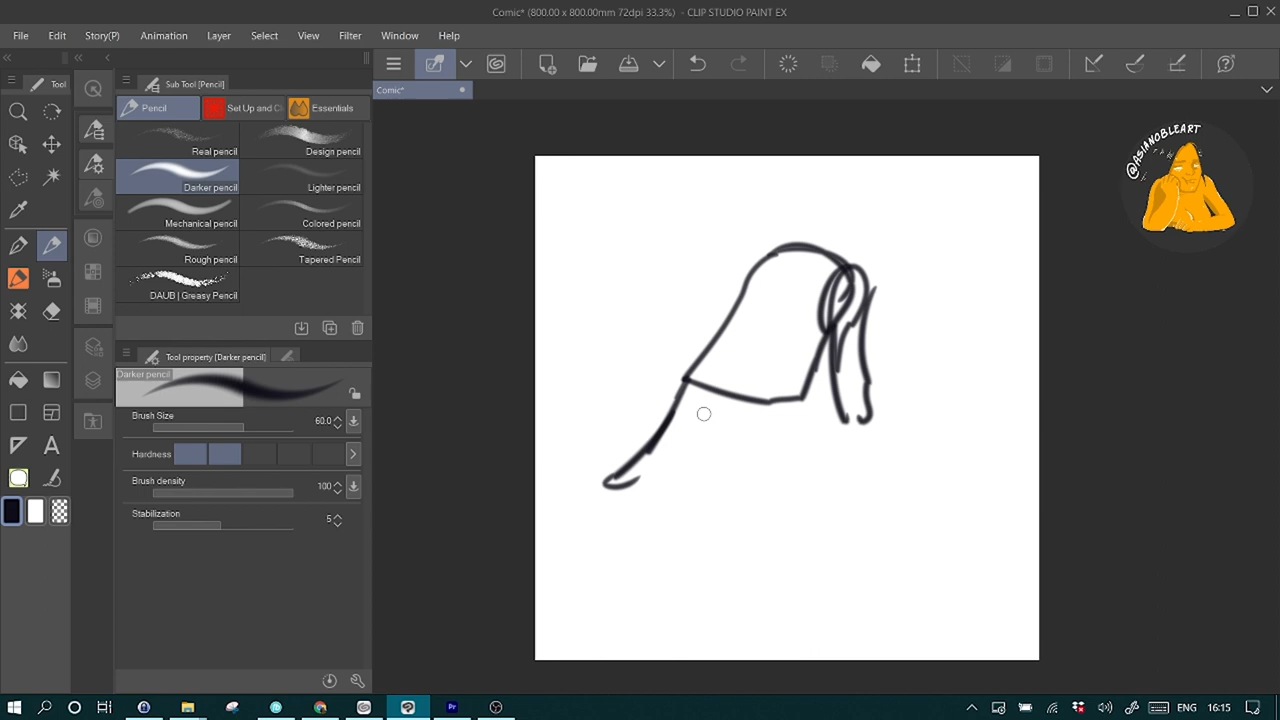 Comic* (800.00 x 800.00mm 72dpi 33.3%) - CLIP STUDIO PAINT EX
File Edit Story(P) Animation Layer Select View Filter Window Help
Tool
Sub Tool [Pencil]
Comic*
Pencil
Set Up and C
Essentials
Real pencil
Design pencil
Darker pencil
Lighter pencil
Mechanical pencil
Colored pencil
Rough pencil
Tapered Pencil
DAUB | Greasy Pencil
Tool property [Darker pencil]
Darker pencil
Brush Size 60.0
Hardness
Brush density 100
Stabilization 5
@ASIANOBLEART
A
Pr
ENG 16:15